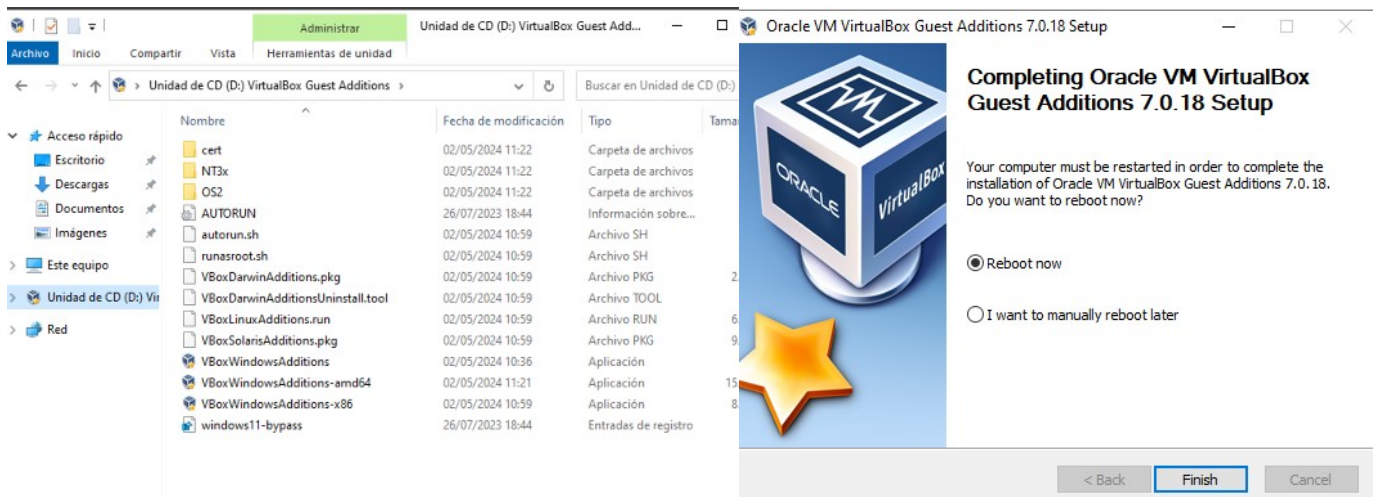 Administrar
Unidad de CD (D:) VirtualBox Guest Add...
Archivo Inicio Compartir Vista Herramientas de unidad
Unidad de CD (D:) VirtualBox Guest Additions
Buscar en Unidad de CD (D:)
Acceso rápido
Escritorio
Descargas
Documentos
Imágenes
Este equipo
Unidad de CD (D:) Vir
Red
Nombre Fecha de modificación Tipo Tama
cert 02/05/2024 11:22 Carpeta de archivos
NT3x 02/05/2024 11:22 Carpeta de archivos
OS2 02/05/2024 11:22 Carpeta de archivos
AUTORUN 26/07/2023 18:44 Información sobre...
autorun.sh 02/05/2024 10:59 Archivo SH
runasroot.sh 02/05/2024 10:59 Archivo SH
VBoxDarwinAdditions.pkg 02/05/2024 10:59 Archivo PKG 2
VBoxDarwinAdditionsUninstall.tool 02/05/2024 10:59 Archivo TOOL
VBoxLinuxAdditions.run 02/05/2024 10:59 Archivo RUN 6
VBoxSolarisAdditions.pkg 02/05/2024 10:59 Archivo PKG 9
VBoxWindowsAdditions 02/05/2024 10:36 Aplicación
VBoxWindowsAdditions-amd64 02/05/2024 11:21 Aplicación 15
VBoxWindowsAdditions-x86 02/05/2024 10:59 Aplicación 8
windows11-bypass 26/07/2023 18:44 Entradas de registro
Oracle VM VirtualBox Guest Additions 7.0.18 Setup
ORACLE
VirtualBox
Completing Oracle VM VirtualBox
Guest Additions 7.0.18 Setup
Your computer must be restarted in order to complete the
installation of Oracle VM VirtualBox Guest Additions 7.0.18.
Do you want to reboot now?
Reboot now
I want to manually reboot later
< Back Finish Cancel